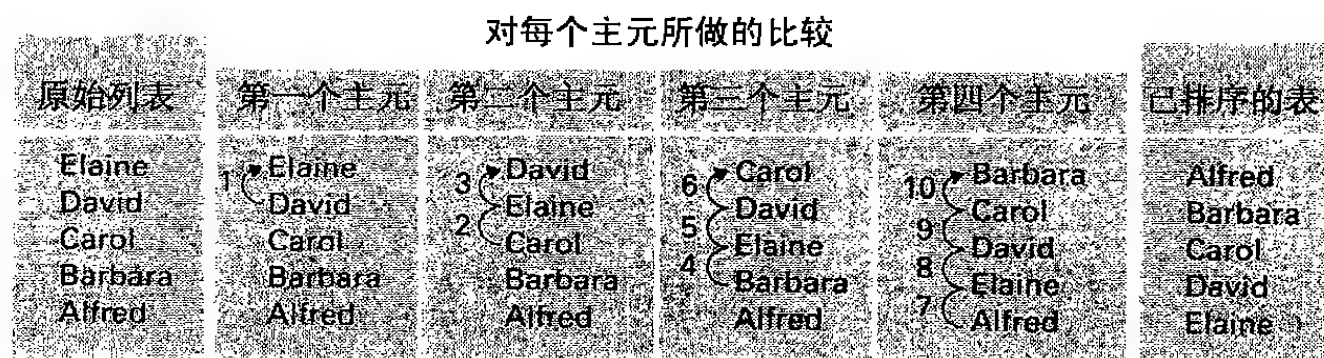 对每个主元所做的比较
原始列表 第一个主元 第二个主元 第三个主元 第四个主元 已排序的表
Elaine 1 Elaine 3 David 6 Carol 10 Barbara Alfred
David David Elaine David Carol Barbara
Carol Carol 2 Carol 5 Elaine 9 David Carol
Barbara Barbara Barbara 4 Barbara 8 Elaine David
Alfred Alfred Alfred Alfred 7 Alfred Elaine